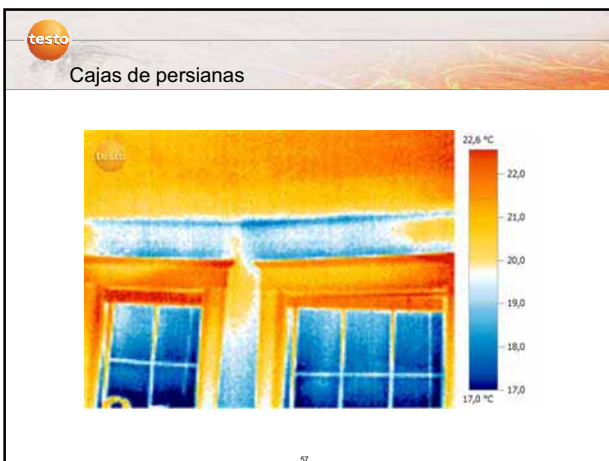 testo
Cajas de persianas
testo
22,6 °C
22,0
21,0
20,0
19,0
18,0
17,0
17,0 °C
57